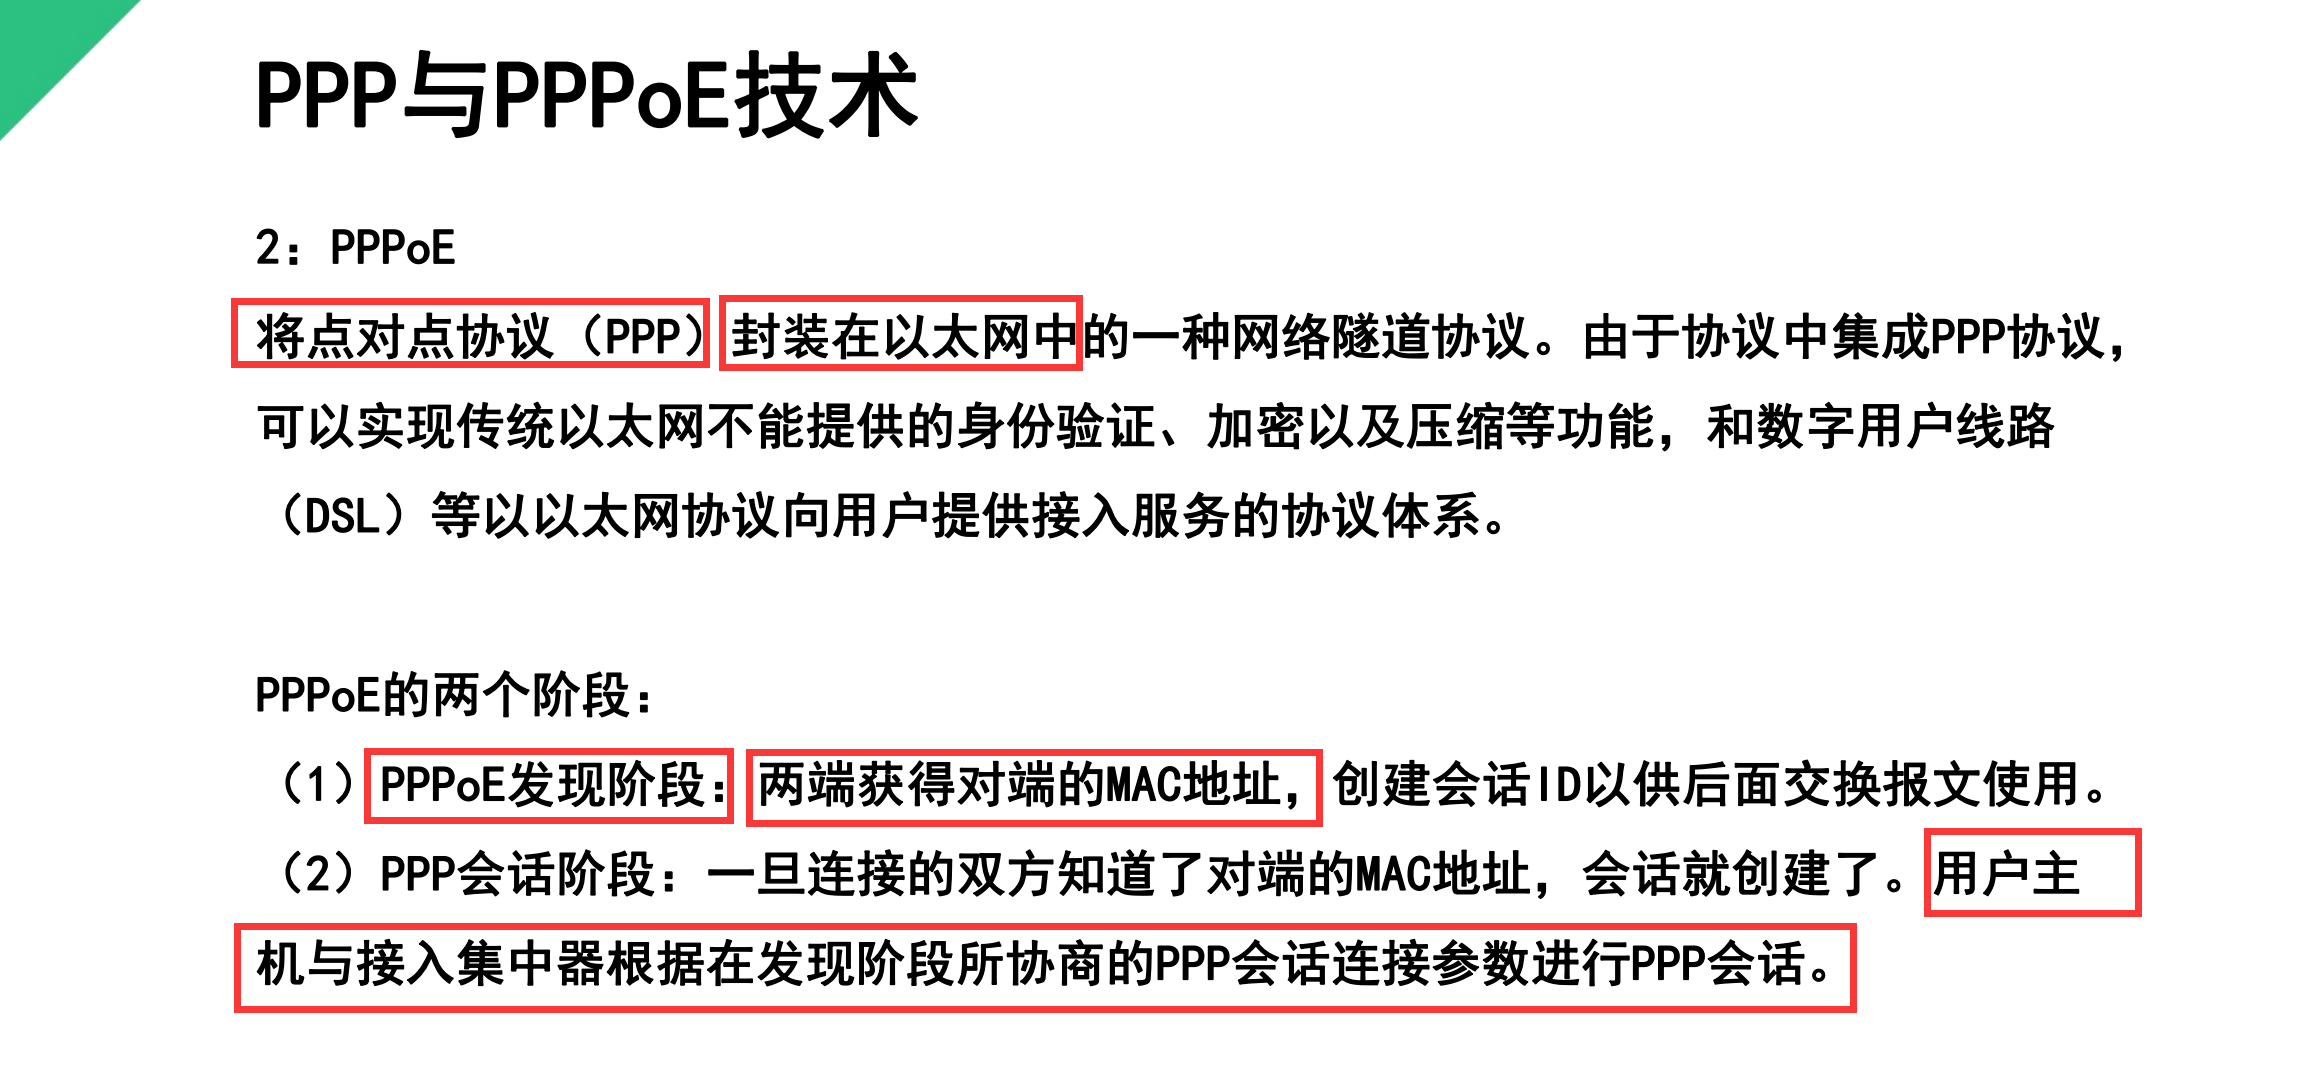 PPP与PPPoE技术
2：PPPoE
将点对点协议（PPP）封装在以太网中的一种网络隧道协议。由于协议中集成PPP协议，
可以实现传统以太网不能提供的身份验证、加密以及压缩等功能，和数字用户线路
（DSL）等以以太网协议向用户提供接入服务的协议体系。
PPPoE的两个阶段：
（1）PPPoE发现阶段：两端获得对端的MAC地址，创建会话ID以供后面交换报文使用。
（2）PPP会话阶段：一旦连接的双方知道了对端的MAC地址，会话就创建了。用户主
机与接入集中器根据在发现阶段所协商的PPP会话连接参数进行PPP会话。